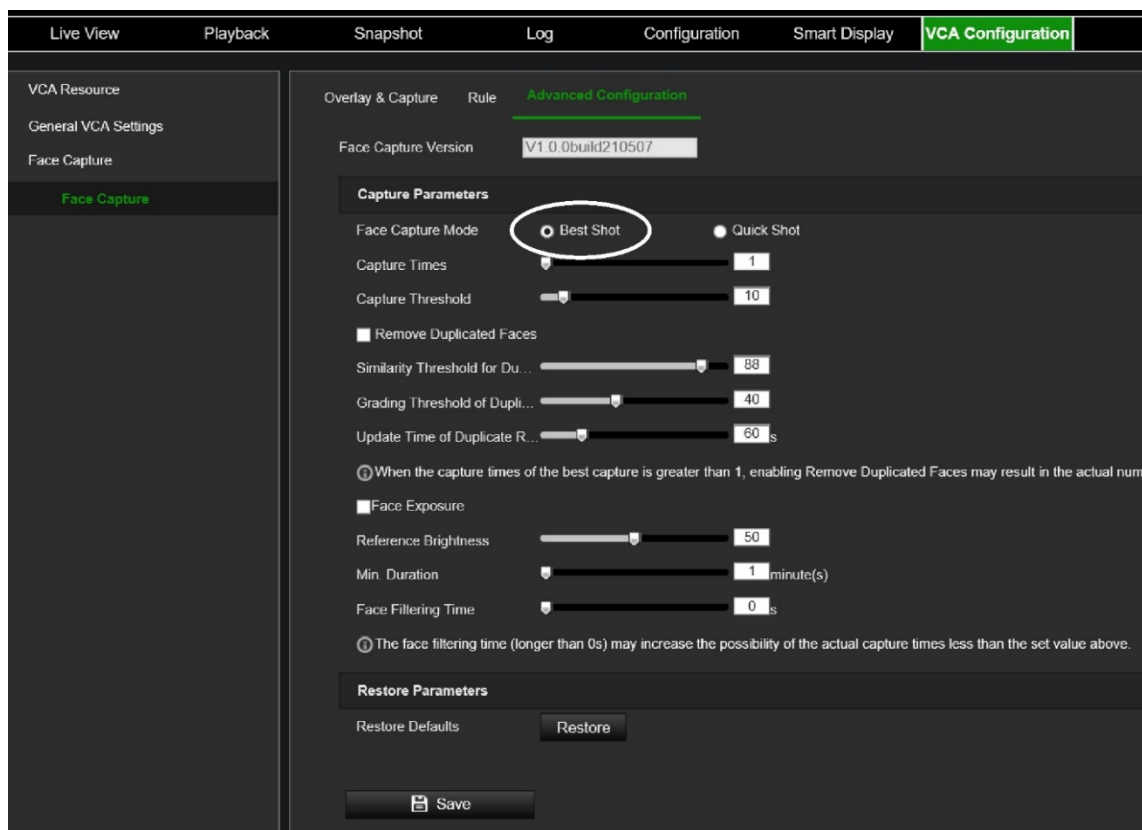 Live View Playback Snapshot Log Configuration Smart Display VCA Configuration
VCA Resource
General VCA Settings
Face Capture
Face Capture
Overlay & Capture Rule Advanced Configuration
Face Capture Version V1.0.0build210507
Capture Parameters
Face Capture Mode Best Shot Quick Shot
Capture Times 1
Capture Threshold 10
Remove Duplicated Faces
Similarity Threshold for Du... 88
Grading Threshold of Dupli... 40
Update Time of Duplicate R... 60 s
When the capture times of the best capture is greater than 1, enabling Remove Duplicated Faces may result in the actual num
Face Exposure
Reference Brightness 50
Min. Duration 1 minute(s)
Face Filtering Time 0 s
The face filtering time (longer than 0s) may increase the possibility of the actual capture times less than the set value above.
Restore Parameters
Restore Defaults Restore
Save